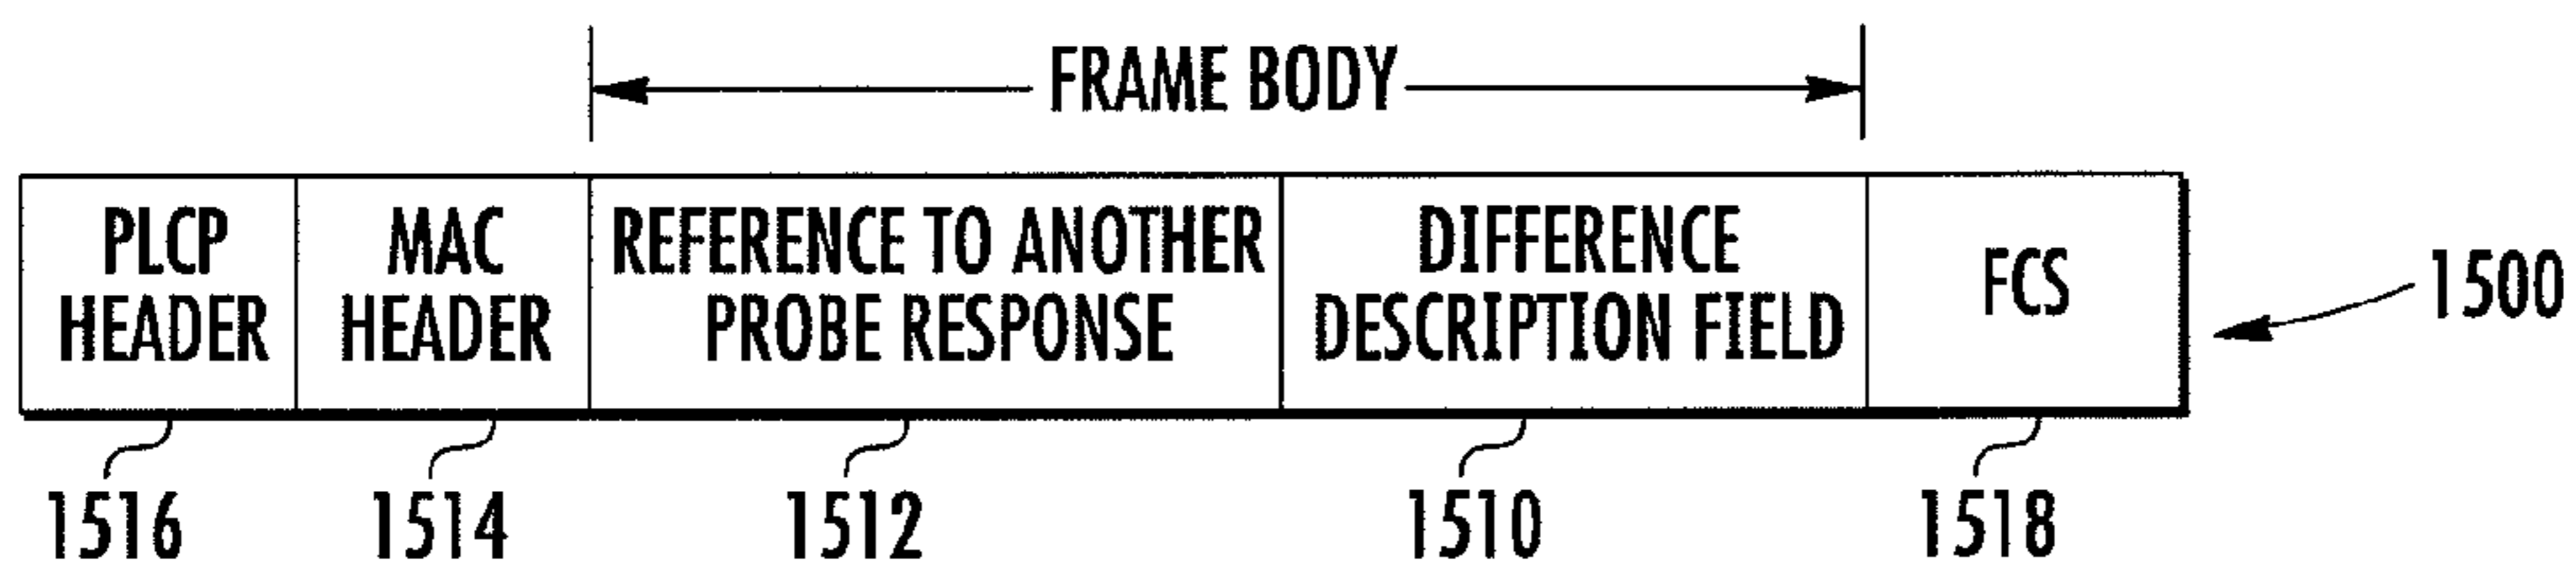 FRAME BODY
PLCP HEADER
MAC HEADER
REFERENCE TO ANOTHER PROBE RESPONSE
DIFFERENCE DESCRIPTION FIELD
FCS
1500
1516
1514
1512
1510
1518